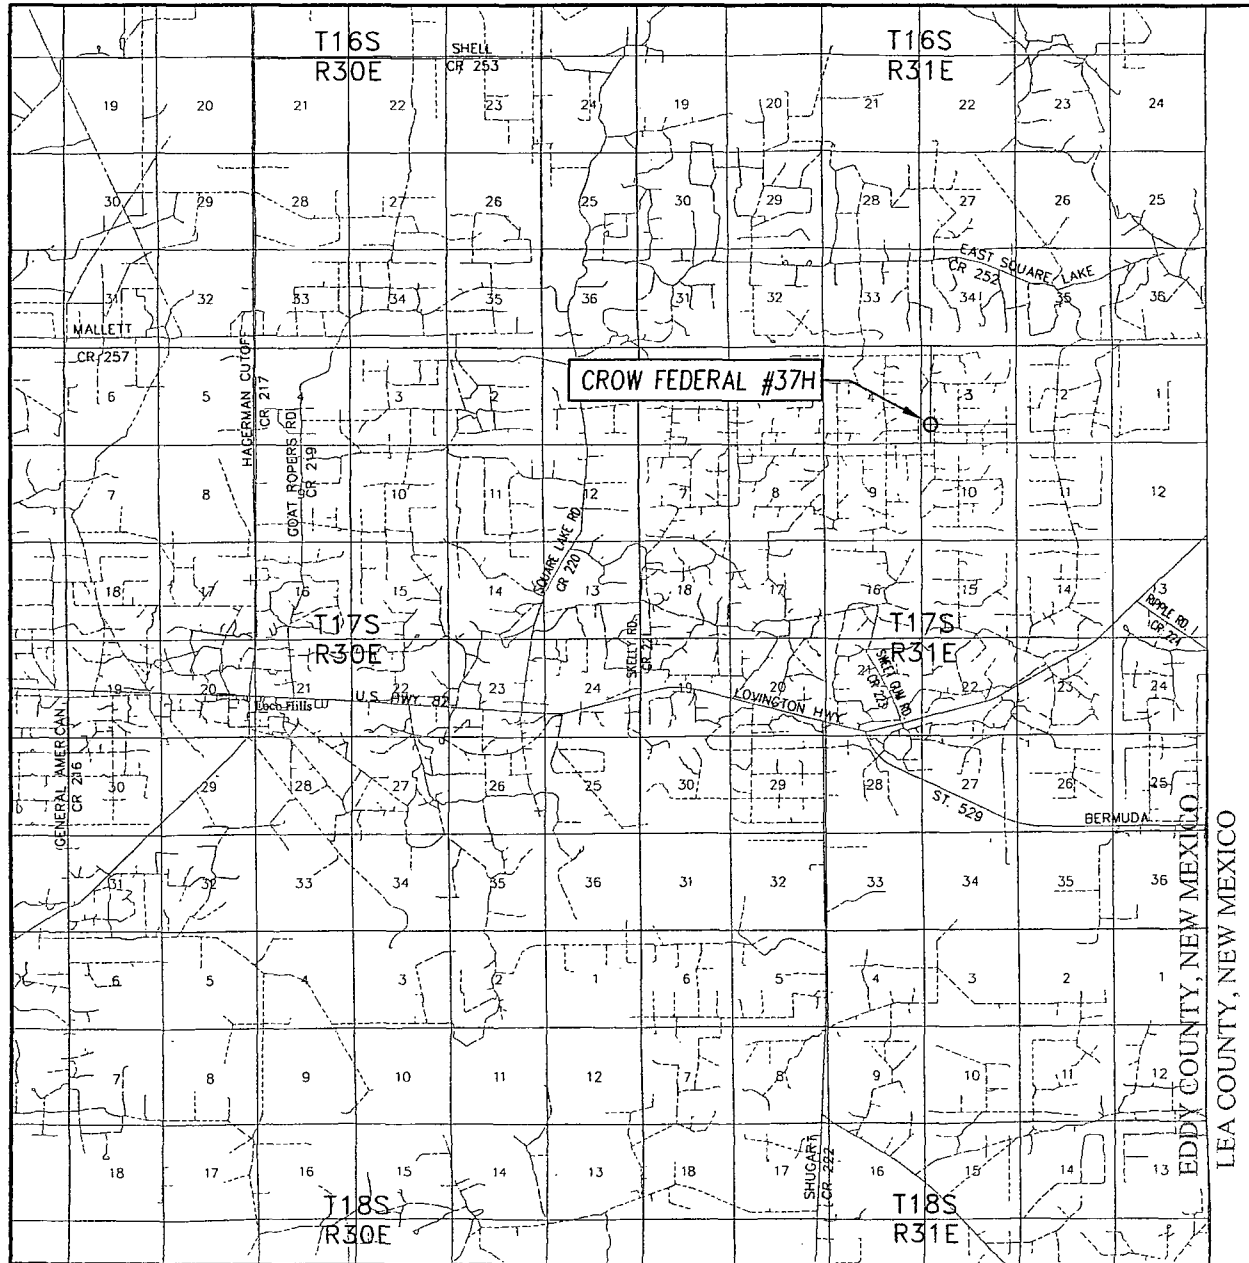 T16S
R30E
SHELL
CR 253
T16S
R31E
19 20 21 22 23 24 19 20 21 22 23 24
30 29 28 27 26 25 30 29 28 27 26 25
EAST SQUARE LAKE
CR 252
31 32 33 34 35 36 31 32 33 34 35 36
MALLETT
CR 257
HAGERMAN CUTOFF
CR 217
GOAT ROPERS RD
CR 219
CROW FEDERAL #37H
6 5 4 3 2 4 3 2 1
7 8 9 10 11 12 7 8 9 10 11 12
SQUARE LAKE RD.
CR 220
18 17 16 15 14 13 18 17 16 15 14 13
RIPPLE RD.
CR 224
T17S
R30E
SKELLY RD.
CR 221
T17S
R31E
SWEET GUM RD.
CR 223
19 20 21 22 23 24 19 20 21 22 23 24
Loco Hills
U.S. HWY 82
LOVINGTON HWY
GENERAL AMERICAN
CR 216
30 29 28 27 26 25 30 29 28 27 26 25
ST. 529
BERMUDA
31 32 33 34 35 36 31 32 33 34 35 36
6 5 4 3 2 1 6 5 4 3 2 1
7 8 9 10 11 12 7 8 9 10 11 12
SHUGART
CR 222
18 17 16 15 14 13 18 17 16 15 14 13
T18S
R30E
T18S
R31E
EDDY COUNTY, NEW MEXICO
LEA COUNTY, NEW MEXICO